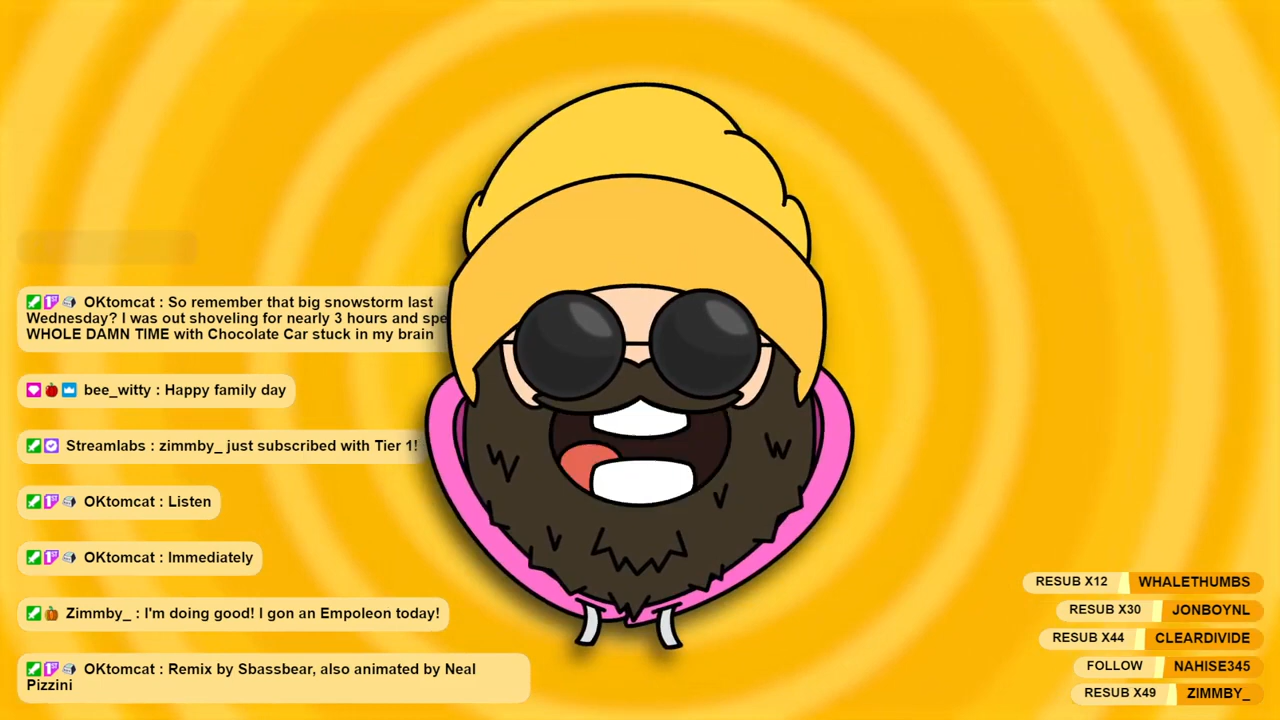 OKtomcat : So remember that big snowstorm last
Wednesday? I was out shoveling for nearly 3 hours and spe
WHOLE DAMN TIME with Chocolate Car stuck in my brain
bee_witty : Happy family day
Streamlabs : zimmby_ just subscribed with Tier 1!
OKtomcat : Listen
OKtomcat : Immediately
Zimmby_ : I'm doing good! I gon an Empoleon today!
OKtomcat : Remix by Sbassbear, also animated by Neal
Pizzini
RESUB X12 WHALETHUMBS
RESUB X30 JONBOYNL
RESUB X44 CLEARDIVIDE
FOLLOW NAHISE345
RESUB X49 ZIMMBY_